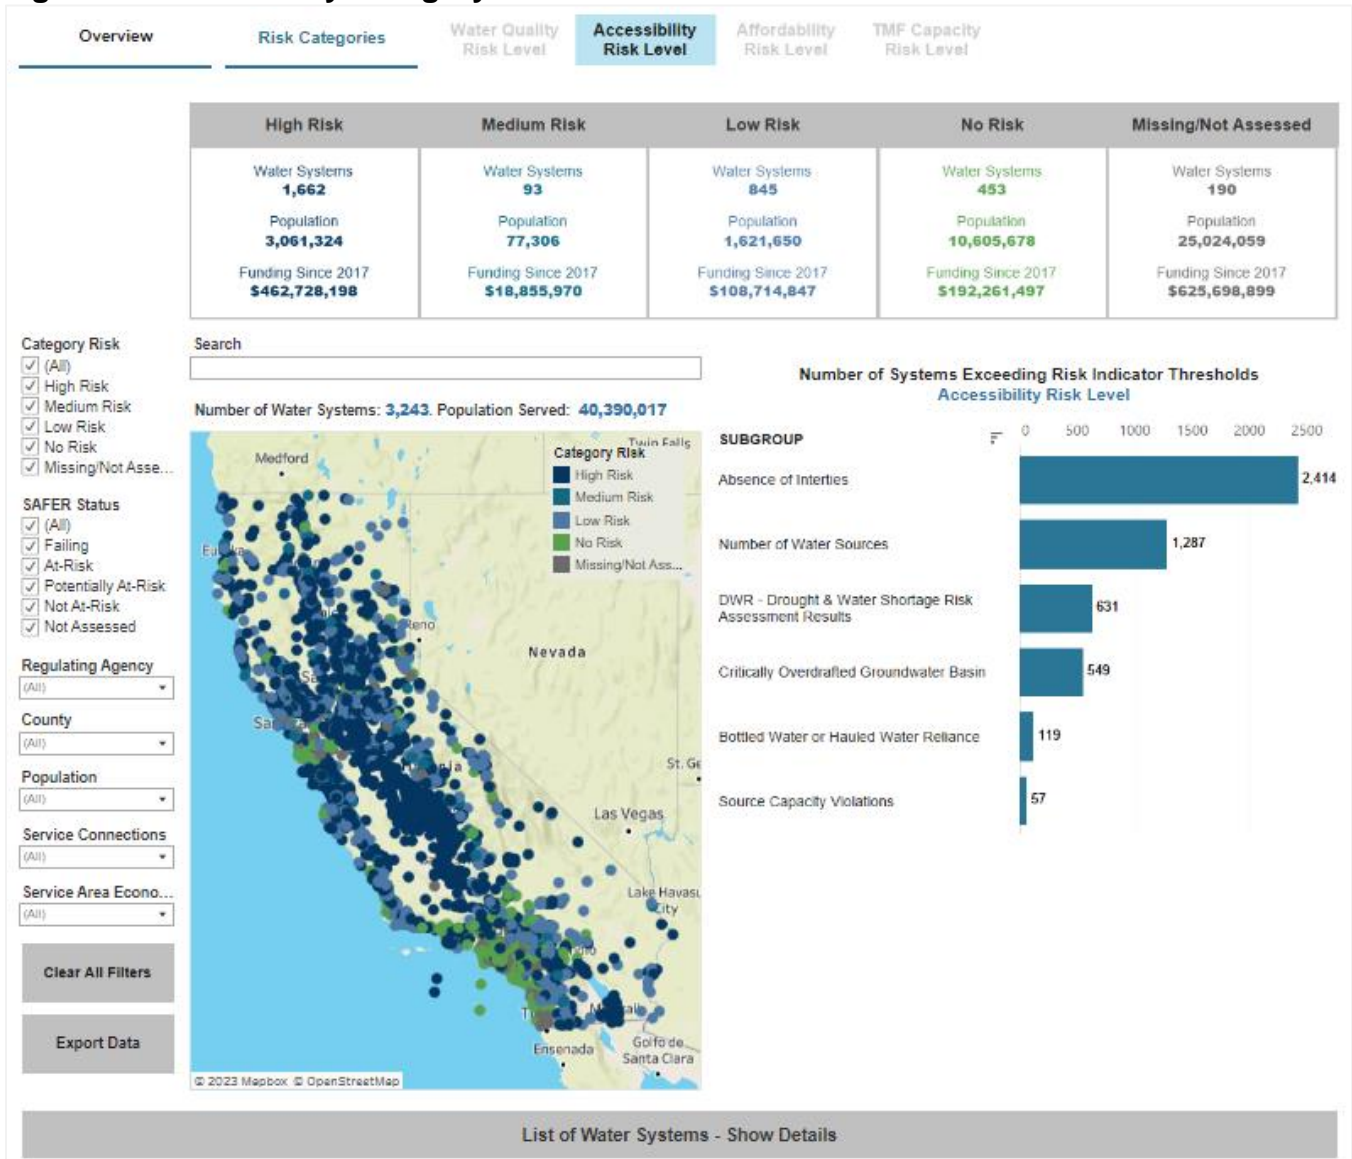 Overview
Risk Categories
Water Quality
Risk Level
Accessibility
Risk Level
Affordability
Risk Level
TMF Capacity
Risk Level
High Risk
Medium Risk
Low Risk
No Risk
Missing/Not Assessed
Water Systems
1,662
Population
3,061,324
Funding Since 2017
$462,728,198
Water Systems
93
Population
77,306
Funding Since 2017
$18,855,970
Water Systems
845
Population
1,621,650
Funding Since 2017
$108,714,847
Water Systems
453
Population
10,605,678
Funding Since 2017
$192,261,497
Water Systems
190
Population
25,024,059
Funding Since 2017
$625,698,899
Category Risk
(All)
High Risk
Medium Risk
Low Risk
No Risk
Missing/Not Asse...
SAFER Status
(All)
Failing
At-Risk
Potentially At-Risk
Not At-Risk
Not Assessed
Regulating Agency
(All)
County
(All)
Population
(All)
Service Connections
(All)
Service Area Econo...
(All)
Clear All Filters
Export Data
Search
Number of Water Systems: 3,243. Population Served: 40,390,017
Medford
Twin Falls
Category Risk
High Risk
Medium Risk
Low Risk
No Risk
Missing/Not Ass...
Nevada
St. Ge
Las Vegas
Lake Havasu
City
Ensenada
Golfo de
Santa Clara
© 2023 Mapbox © OpenStreetMap
Number of Systems Exceeding Risk Indicator Thresholds
Accessibility Risk Level
SUBGROUP
0 500 1000 1500 2000 2500
Absence of Interties
2,414
Number of Water Sources
1,287
DWR - Drought & Water Shortage Risk
Assessment Results
631
Critically Overdrafted Groundwater Basin
549
Bottled Water or Hauled Water Reliance
119
Source Capacity Violations
57
List of Water Systems - Show Details